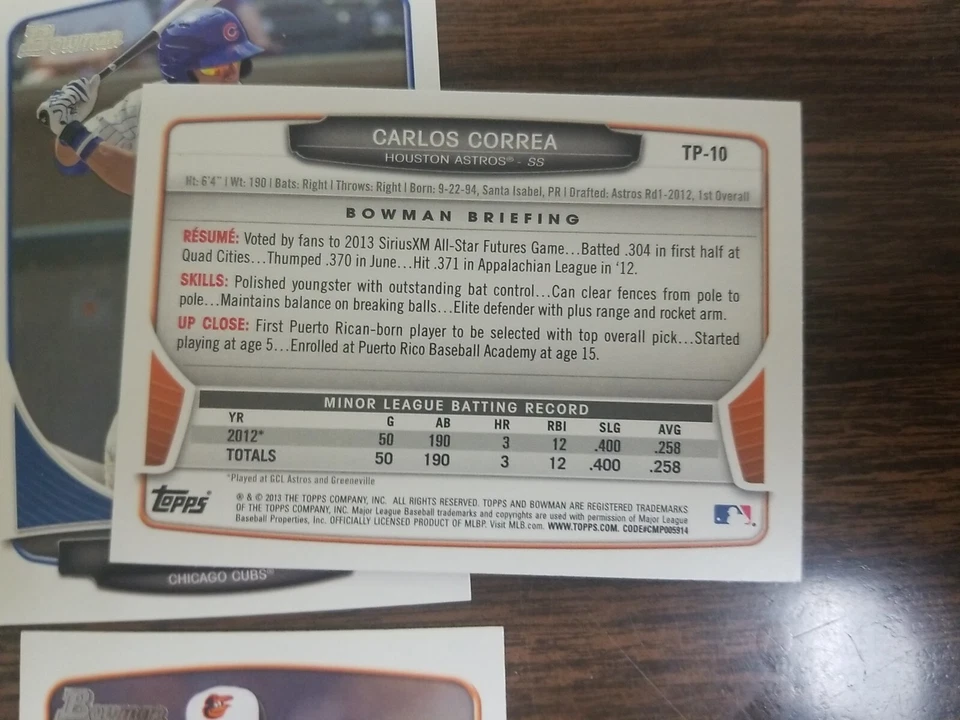 Bowman
CARLOS CORREA
HOUSTON ASTROS® - SS
TP-10
Ht: 6'4" | Wt: 190 | Bats: Right | Throws: Right | Born: 9-22-94, Santa Isabel, PR | Drafted: Astros Rd1-2012, 1st Overall
BOWMAN BRIEFING
RÉSUMÉ: Voted by fans to 2013 SiriusXM All-Star Futures Game...Batted .304 in first half at
Quad Cities...Thumped .370 in June...Hit .371 in Appalachian League in '12.
SKILLS: Polished youngster with outstanding bat control...Can clear fences from pole to
pole...Maintains balance on breaking balls...Elite defender with plus range and rocket arm.
UP CLOSE: First Puerto Rican-born player to be selected with top overall pick...Started
playing at age 5...Enrolled at Puerto Rico Baseball Academy at age 15.
MINOR LEAGUE BATTING RECORD
YR G AB HR RBI SLG AVG
2012* 50 190 3 12 .400 .258
TOTALS 50 190 3 12 .400 .258
*Played at GCL Astros and Greeneville
topps®
® & © 2013 THE TOPPS COMPANY, INC. ALL RIGHTS RESERVED. TOPPS AND BOWMAN ARE REGISTERED TRADEMARKS
OF THE TOPPS COMPANY, INC. Major League Baseball trademarks and copyrights are used with permission of Major League
Baseball Properties, Inc. OFFICIALLY LICENSED PRODUCT OF MLBP. Visit MLB.com. WWW.TOPPS.COM. CODE#CMP005914
CHICAGO CUBS®
Bowman